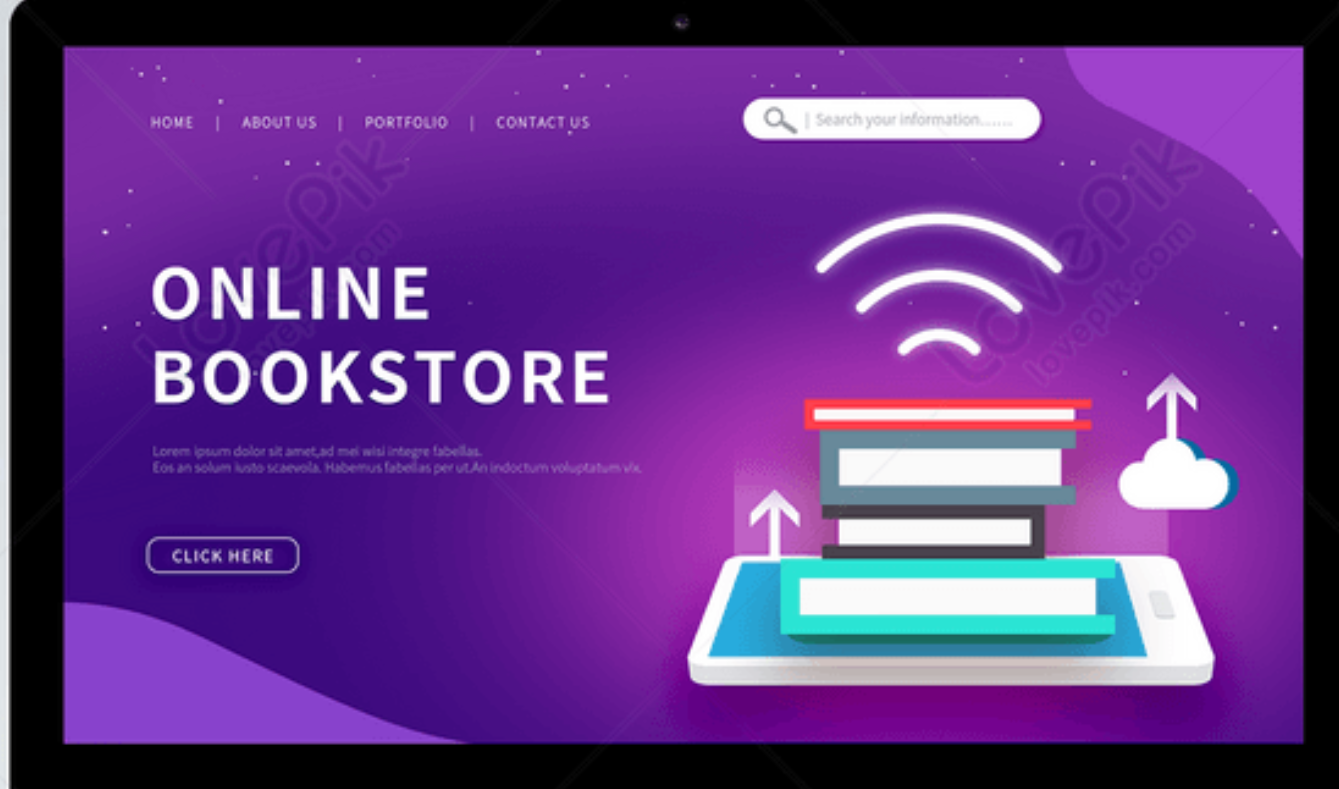 HOME | ABOUT US | PORTFOLIO | CONTACT US
| Search your information.......
ONLINE
BOOKSTORE
Lorem ipsum dolor sit amet,ad mei wisi integre fabellas.
Eos an solum iusto scaevola. Habemus fabellas per ut.An indoctum voluptatum vix.
CLICK HERE
LovePik
lovepik.com
LovePik
lovepik.com